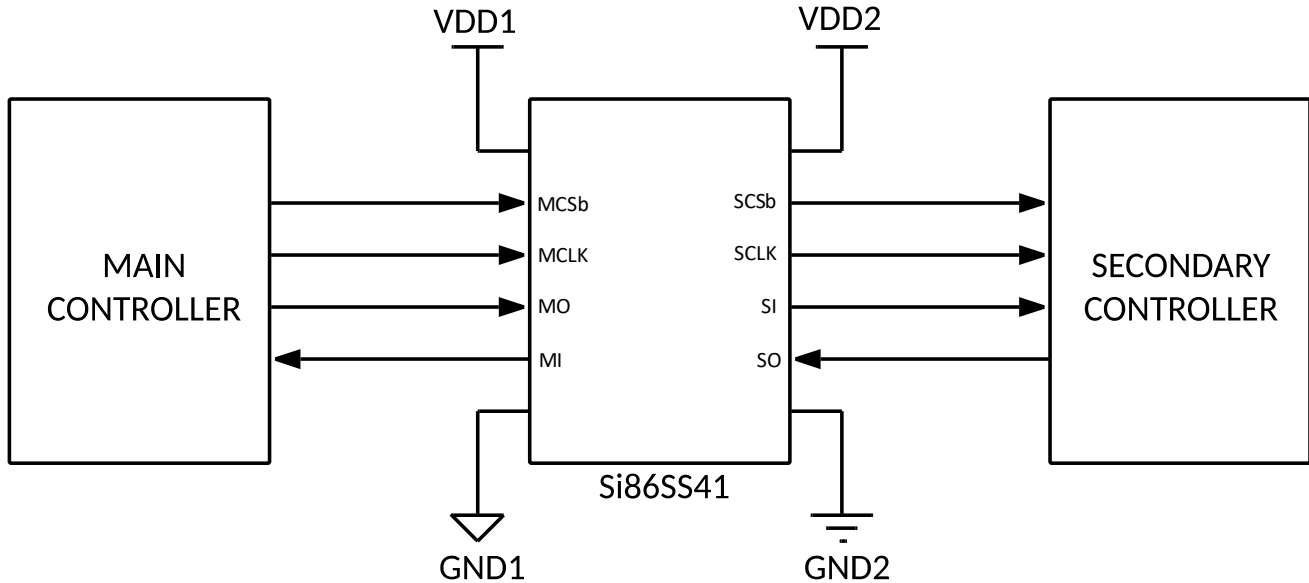 VDD1
VDD2
MAIN
CONTROLLER
MCSb
MCLK
MO
MI
SCSb
SCLK
SI
SO
SECONDARY
CONTROLLER
Si86SS41
GND1
GND2